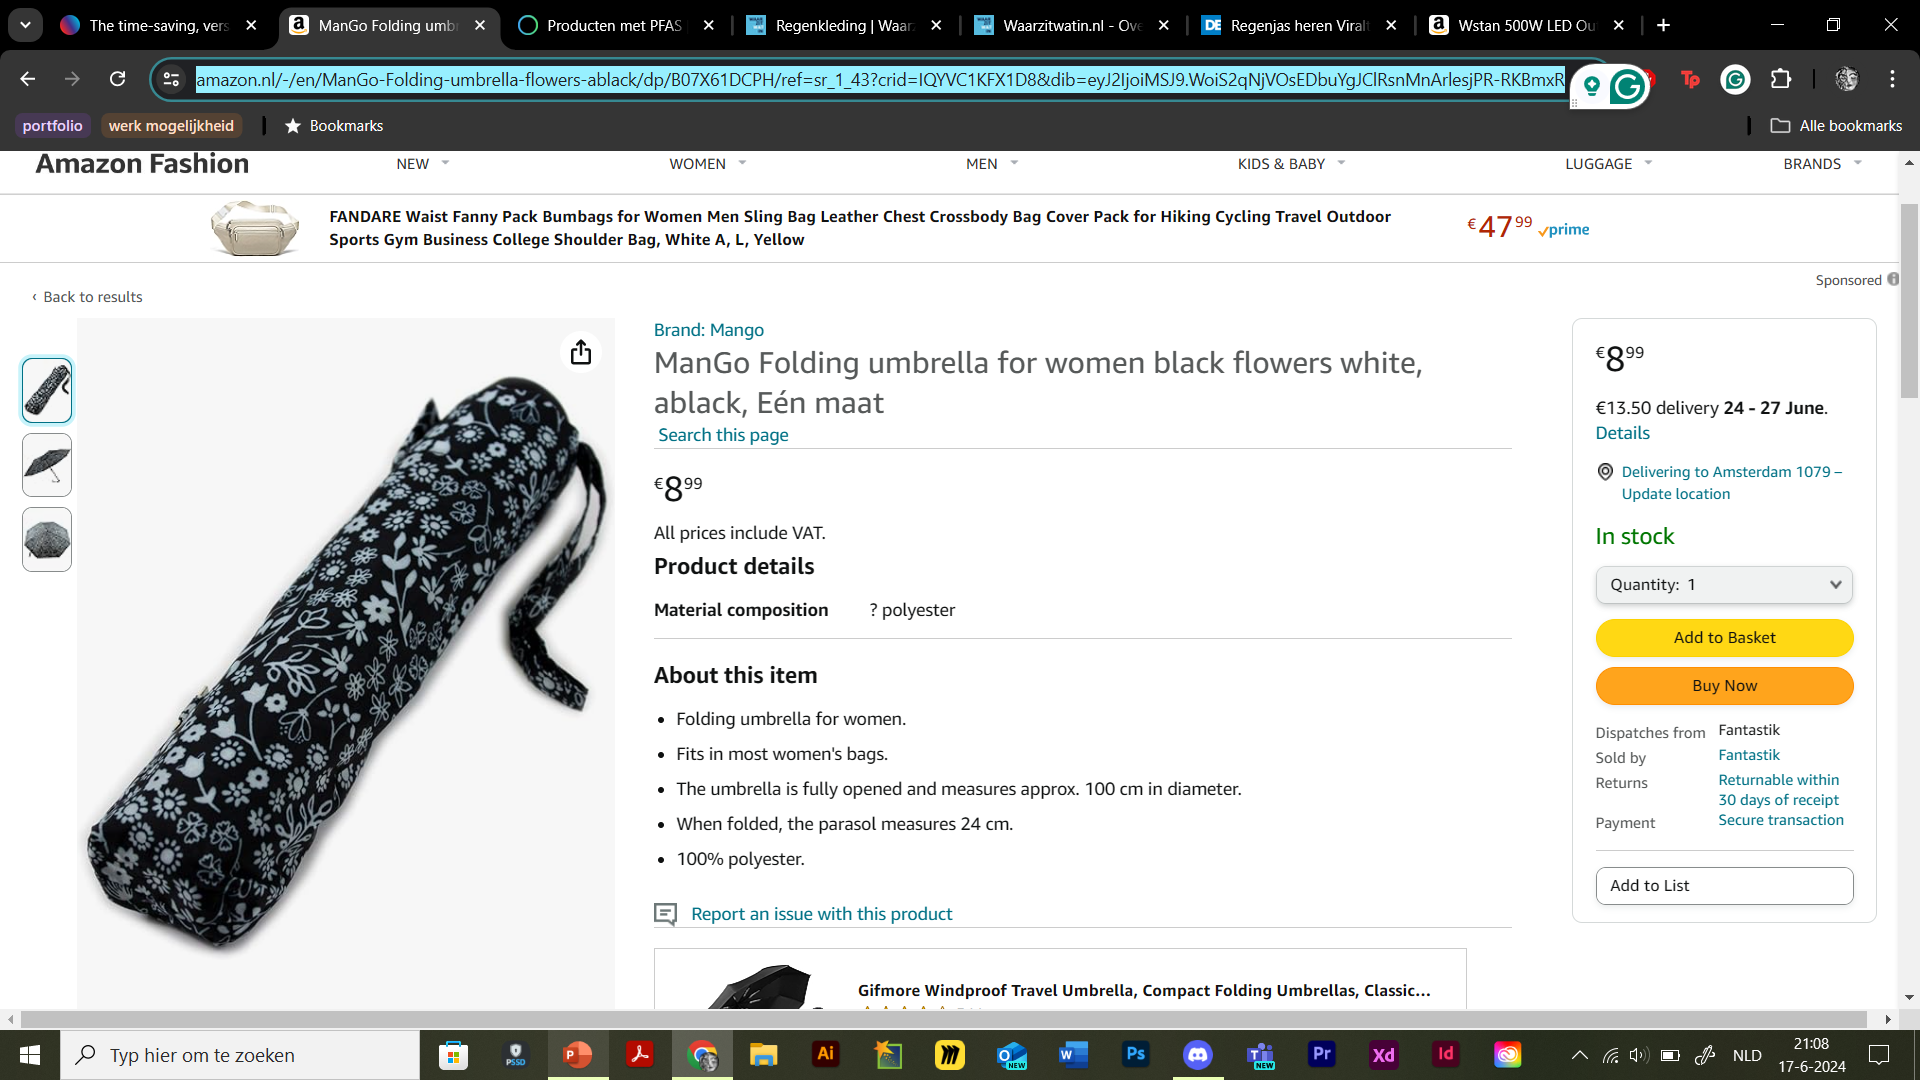 The time-saving, vers
ManGo Folding umbr
Producten met PFAS
Regenkleding | Waar
Waarzitwatin.nl - Ove
Regenjas heren Viralt
Wstan 500W LED Ou
amazon.nl/-/en/ManGo-Folding-umbrella-flowers-ablack/dp/B07X61DCPH/ref=sr_1_43?crid=IQYVC1KFX1D8&dib=eyJ2IjoiMSJ9.WoiS2qNjVOsEDbuYgJClRsnMnArlesjPR-RKBmxR
portfolio
werk mogelijkheid
Bookmarks
Alle bookmarks
Amazon Fashion
NEW
WOMEN
MEN
KIDS & BABY
LUGGAGE
BRANDS
FANDARE Waist Fanny Pack Bumbags for Women Men Sling Bag Leather Chest Crossbody Bag Cover Pack for Hiking Cycling Travel Outdoor
Sports Gym Business College Shoulder Bag, White A, L, Yellow
€47 99 prime
Sponsored
‹ Back to results
Brand: Mango
ManGo Folding umbrella for women black flowers white,
ablack, Eén maat
Search this page
€8 99
All prices include VAT.
Product details
Material composition ? polyester
About this item
• Folding umbrella for women.
• Fits in most women's bags.
• The umbrella is fully opened and measures approx. 100 cm in diameter.
• When folded, the parasol measures 24 cm.
• 100% polyester.
Report an issue with this product
Gifmore Windproof Travel Umbrella, Compact Folding Umbrellas, Classic...
€8 99
€13.50 delivery 24 - 27 June.
Details
Delivering to Amsterdam 1079 –
Update location
In stock
Quantity: 1
Add to Basket
Buy Now
Dispatches from Fantastik
Sold by Fantastik
Returns Returnable within
30 days of receipt
Payment Secure transaction
Add to List
Typ hier om te zoeken
PSSD
P
Ai
NEW
W
Ps
NEW
Pr
Xd
Id
NLD
21:08
17-6-2024